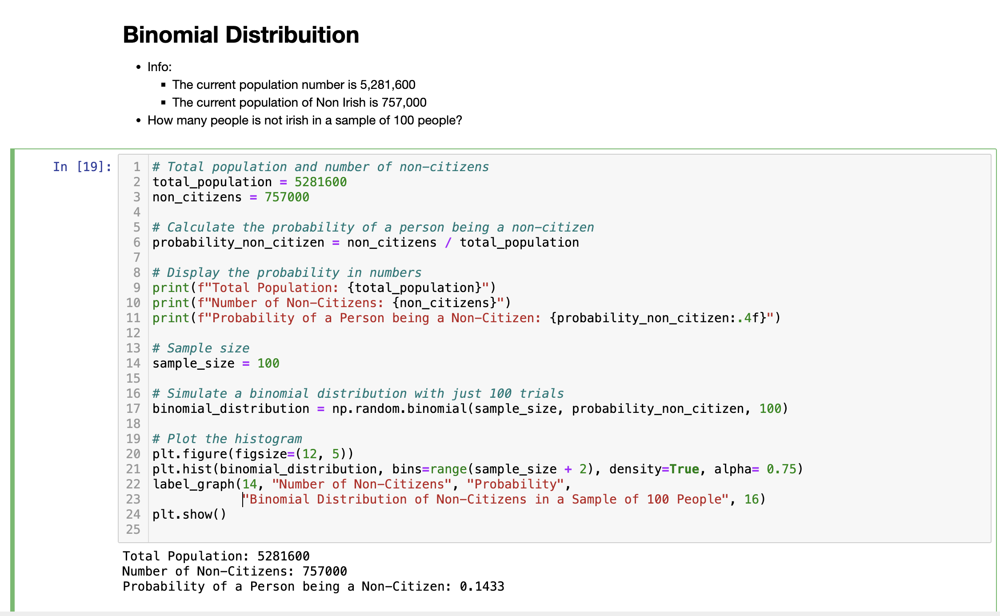 Binomial Distribuition
• Info:
▪ The current population number is 5,281,600
▪ The current population of Non Irish is 757,000
• How many people is not irish in a sample of 100 people?
In [19]:
1 # Total population and number of non-citizens
2 total_population = 5281600
3 non_citizens = 757000
4
5 # Calculate the probability of a person being a non-citizen
6 probability_non_citizen = non_citizens / total_population
7
8 # Display the probability in numbers
9 print(f"Total Population: {total_population}")
10 print(f"Number of Non-Citizens: {non_citizens}")
11 print(f"Probability of a Person being a Non-Citizen: {probability_non_citizen:.4f}")
12
13 # Sample size
14 sample_size = 100
15
16 # Simulate a binomial distribution with just 100 trials
17 binomial_distribution = np.random.binomial(sample_size, probability_non_citizen, 100)
18
19 # Plot the histogram
20 plt.figure(figsize=(12, 5))
21 plt.hist(binomial_distribution, bins=range(sample_size + 2), density=True, alpha= 0.75)
22 label_graph(14, "Number of Non-Citizens", "Probability",
23             "Binomial Distribution of Non-Citizens in a Sample of 100 People", 16)
24 plt.show()
25
Total Population: 5281600
Number of Non-Citizens: 757000
Probability of a Person being a Non-Citizen: 0.1433